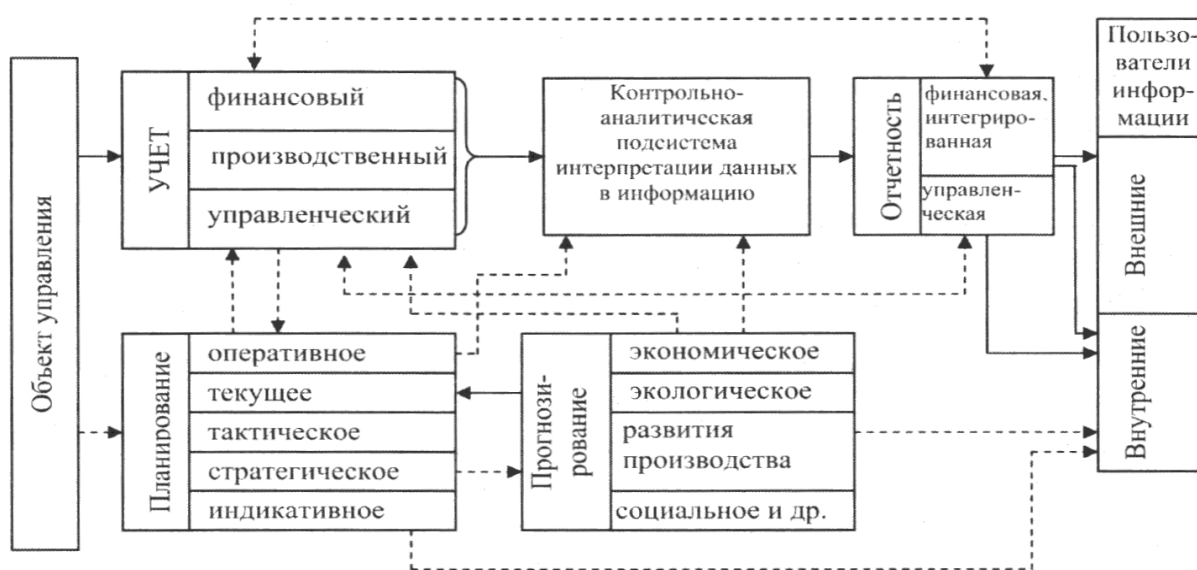 Объект управления
УЧЕТ
финансовый
производственный
управленческий
Контрольно-
аналитическая
подсистема
интерпретации данных
в информацию
Отчетность
финансовая,
интегриро-
ванная
управлен-
ческая
Пользо-
ватели
инфор-
мации
Внешние
Внутренние
Планирование
оперативное
текущее
тактическое
стратегическое
индикативное
Прогнози-
рование
экономическое
экологическое
развития
производства
социальное и др.